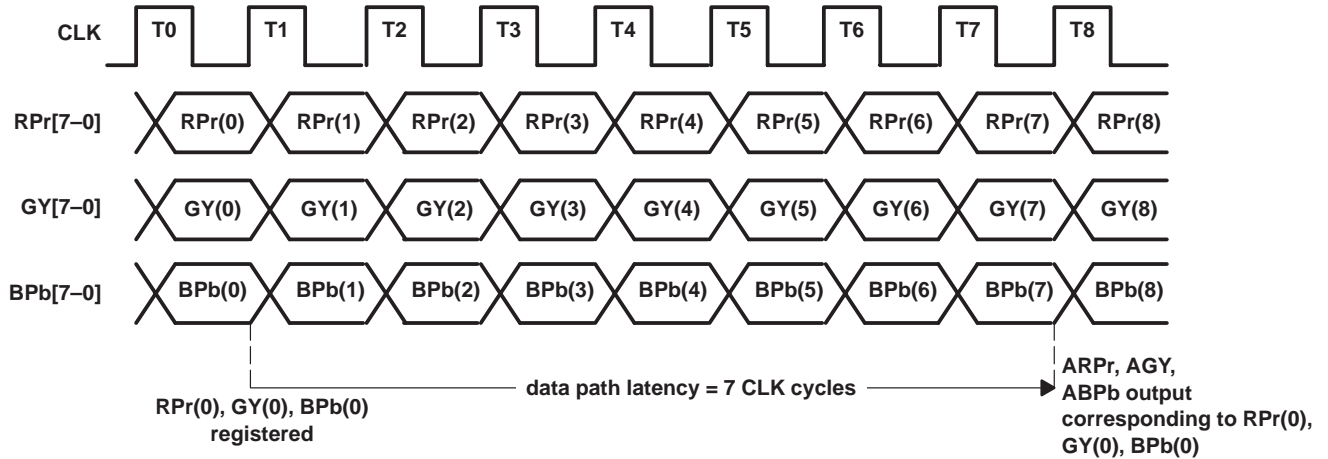 CLK T0 T1 T2 T3 T4 T5 T6 T7 T8
RPr[7–0] RPr(0) RPr(1) RPr(2) RPr(3) RPr(4) RPr(5) RPr(6) RPr(7) RPr(8)
GY[7–0] GY(0) GY(1) GY(2) GY(3) GY(4) GY(5) GY(6) GY(7) GY(8)
BPb[7–0] BPb(0) BPb(1) BPb(2) BPb(3) BPb(4) BPb(5) BPb(6) BPb(7) BPb(8)
data path latency = 7 CLK cycles
RPr(0), GY(0), BPb(0)
registered
ARPr, AGY,
ABPb output
corresponding to RPr(0),
GY(0), BPb(0)